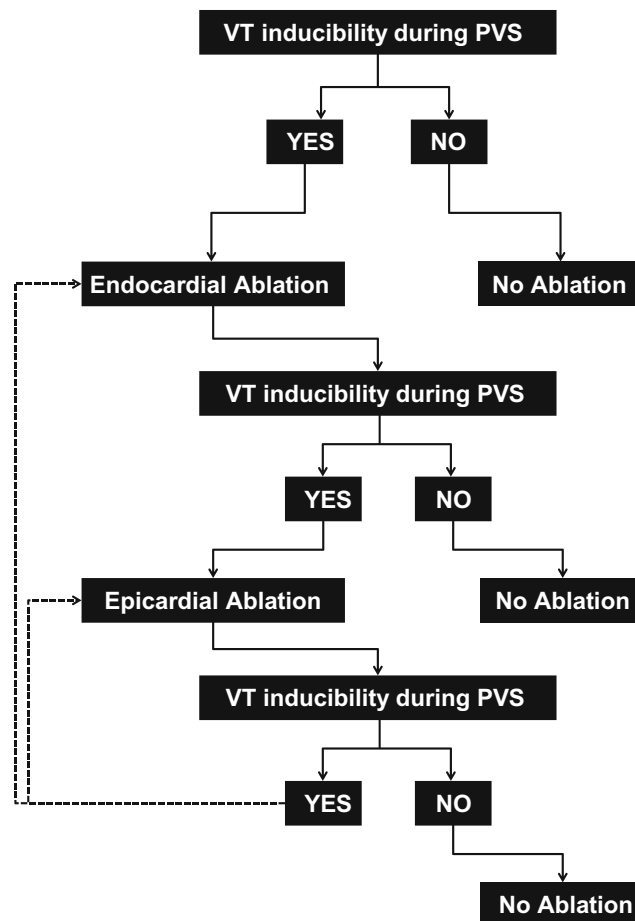 VT inducibility during PVS
YES
NO
Endocardial Ablation
No Ablation
VT inducibility during PVS
YES
NO
Epicardial Ablation
No Ablation
VT inducibility during PVS
YES
NO
No Ablation